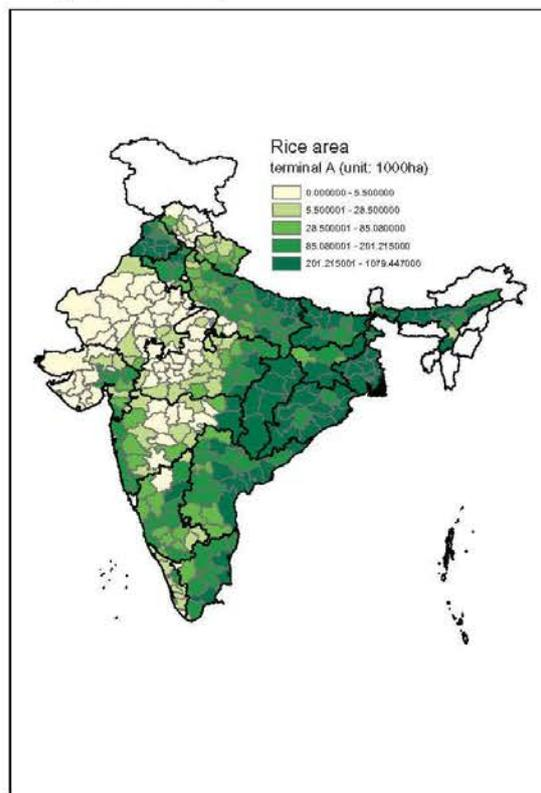 Rice area
terminal A (unit: 1000ha)
0.000000 - 5.500000
5.500001 - 28.500000
28.500001 - 85.080000
85.080001 - 201.215000
201.215001 - 1079.447000